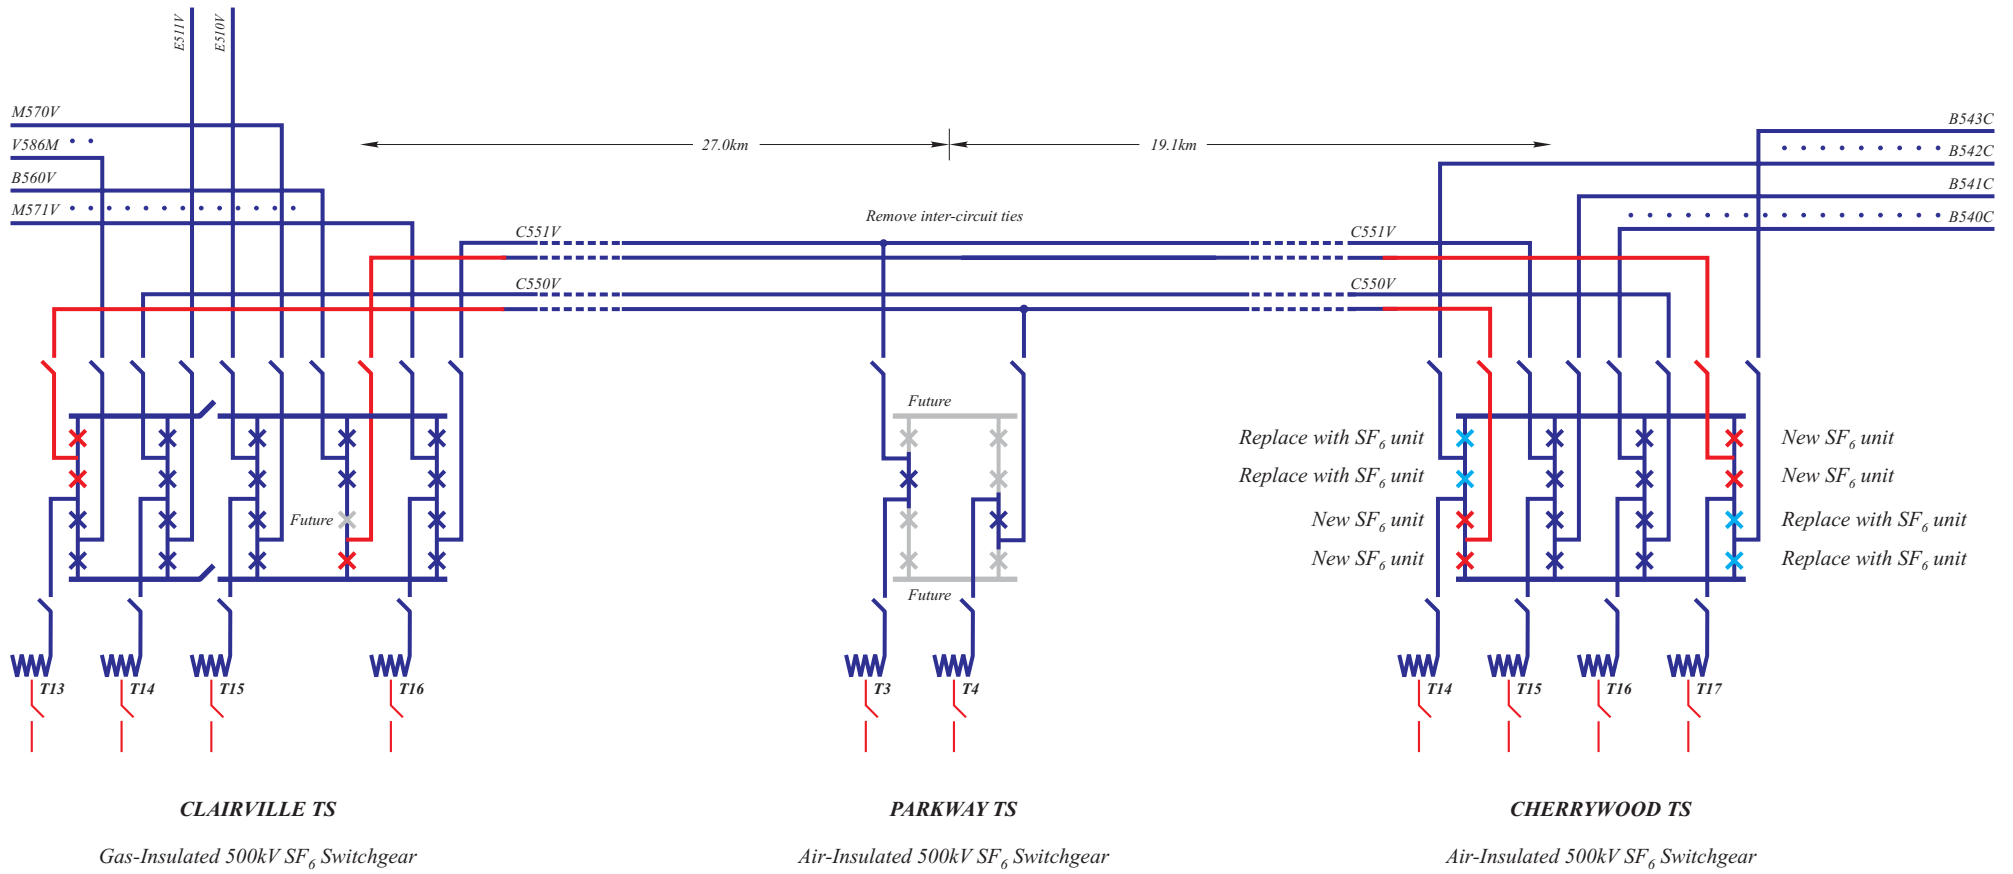 E511V
E510V
M570V
V586M
B560V
M571V
27.0km
19.1km
B543C
B542C
B541C
B540C
Remove inter-circuit ties
C551V
C551V
C550V
C550V
Future
Replace with SF6 unit
New SF6 unit
Replace with SF6 unit
New SF6 unit
Future
New SF6 unit
Replace with SF6 unit
New SF6 unit
Replace with SF6 unit
Future
T13
T14
T15
T16
T3
T4
T14
T15
T16
T17
CLAIRVILLE TS
PARKWAY TS
CHERRYWOOD TS
Gas-Insulated 500kV SF6 Switchgear
Air-Insulated 500kV SF6 Switchgear
Air-Insulated 500kV SF6 Switchgear